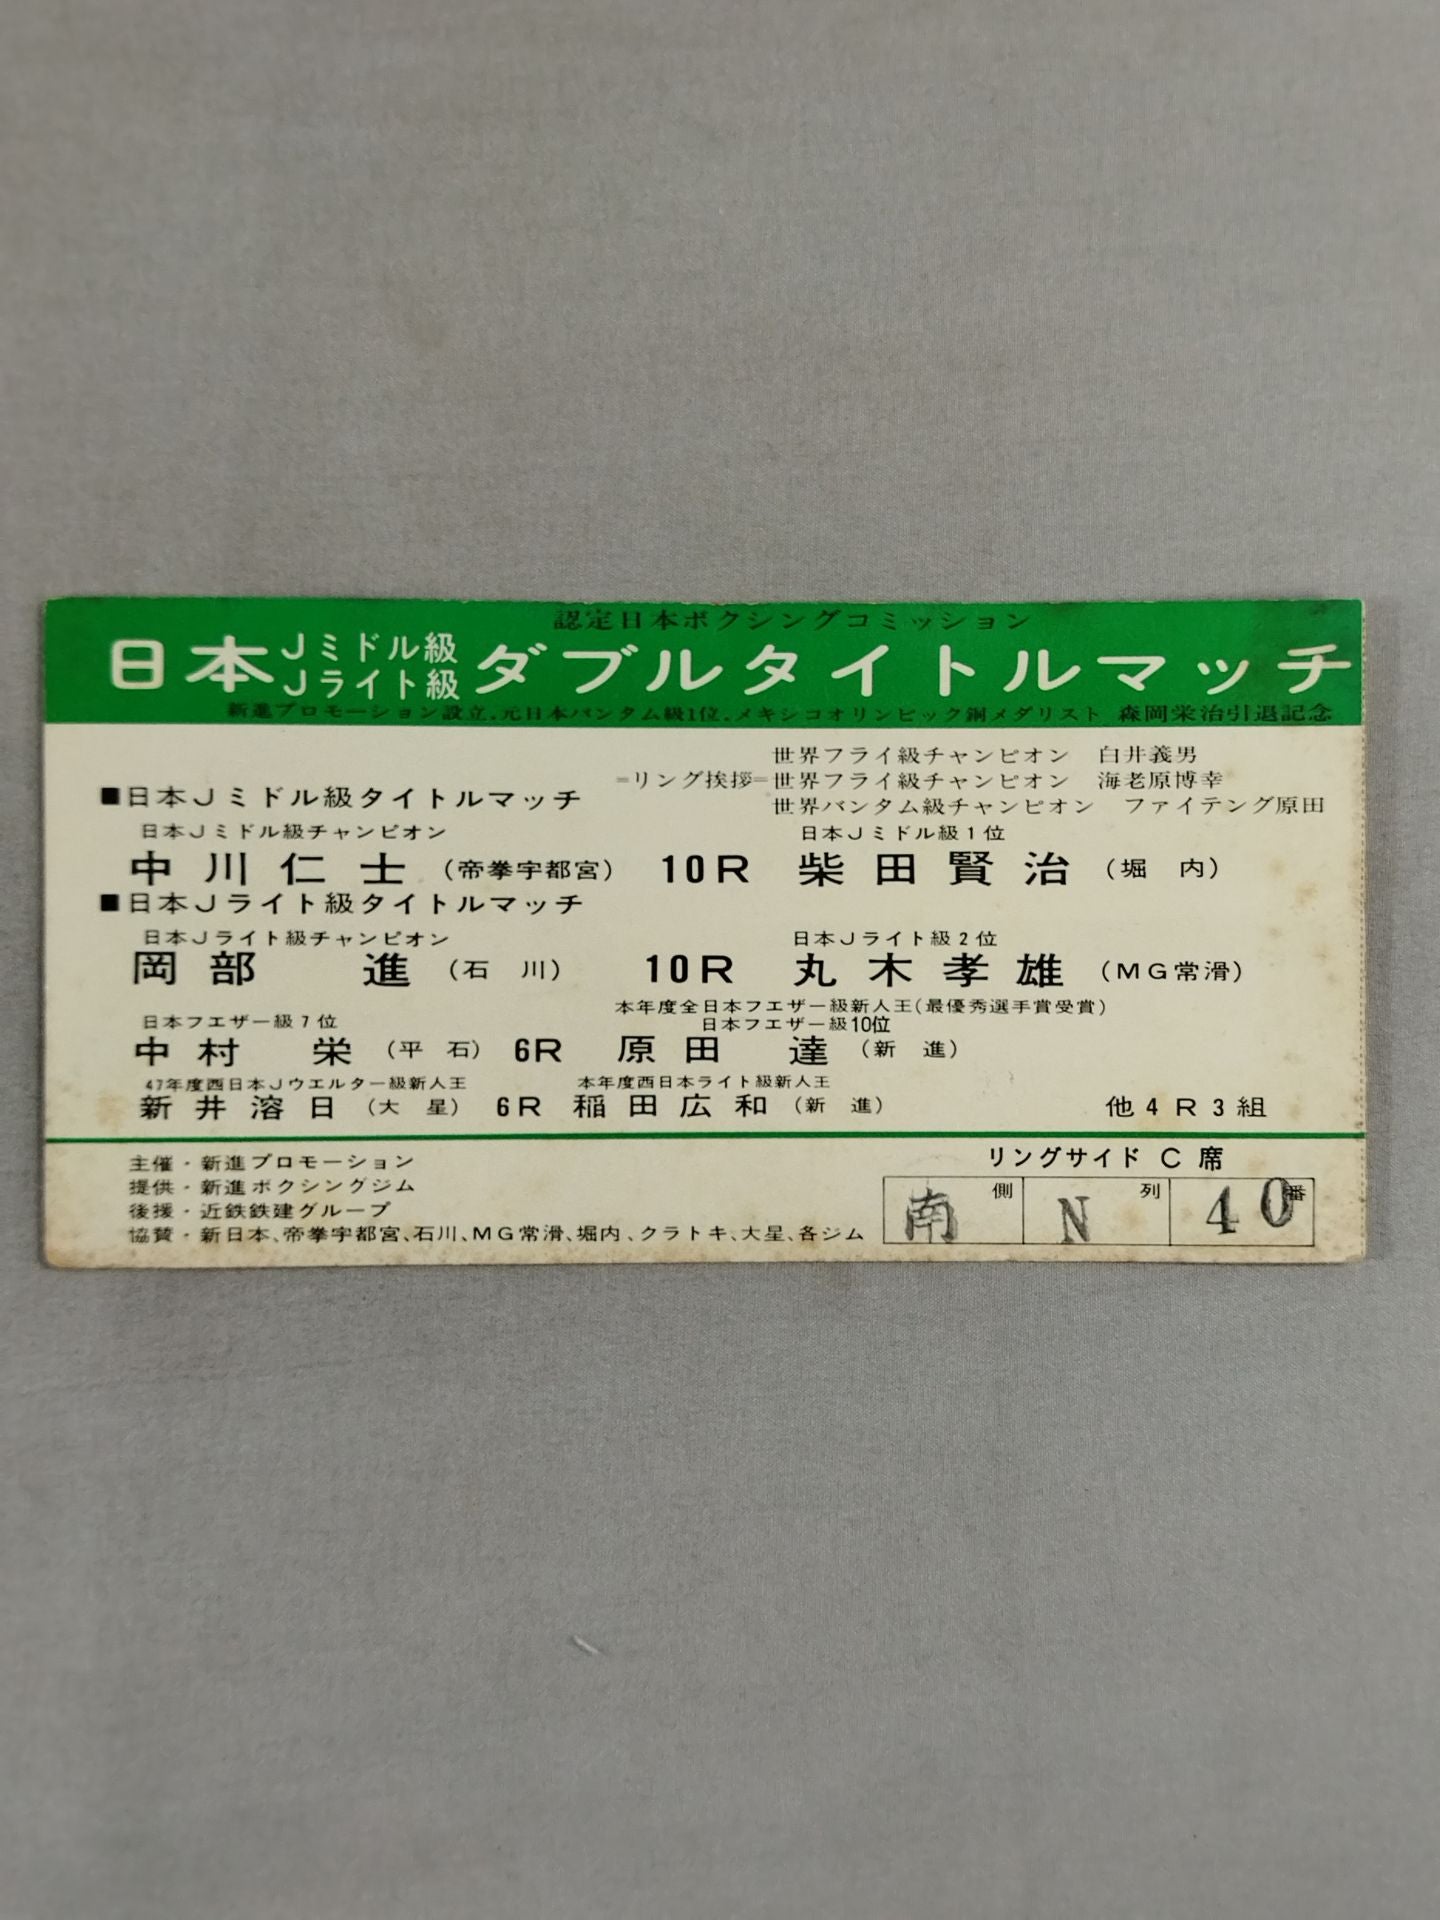 認定日本ボクシングコミッション
日本Jミドル級Jライト級ダブルタイトルマッチ
新進プロモーション設立.元日本バンタム級1位.メキシコオリンピック銅メダリスト 森岡栄治引退記念
世界フライ級チャンピオン 白井義男
=リング挨拶=世界フライ級チャンピオン 海老原博幸
世界バンタム級チャンピオン ファイテング原田
■日本Jミドル級タイトルマッチ
日本Jミドル級チャンピオン 日本Jミドル級1位
中川仁士(帝拳宇都宮) 10R 柴田賢治(堀内)
■日本Jライト級タイトルマッチ
日本Jライト級チャンピオン 日本Jライト級2位
岡部進(石川) 10R 丸木孝雄(MG常滑)
本年度全日本フエザー級新人王(最優秀選手賞受賞)
日本フエザー級7位 日本フエザー級10位
中村栄(平石) 6R 原田達(新進)
47年度西日本Jウエルター級新人王 本年度西日本ライト級新人王
新井溶日(大星) 6R 稲田広和(新進) 他4R3組
主催・新進プロモーション
提供・新進ボクシングジム
後援・近鉄鉄建グループ
協賛・新日本、帝拳宇都宮、石川、MG常滑、堀内、クラトキ、大星、各ジム
リングサイド C 席
南側 N列 40番